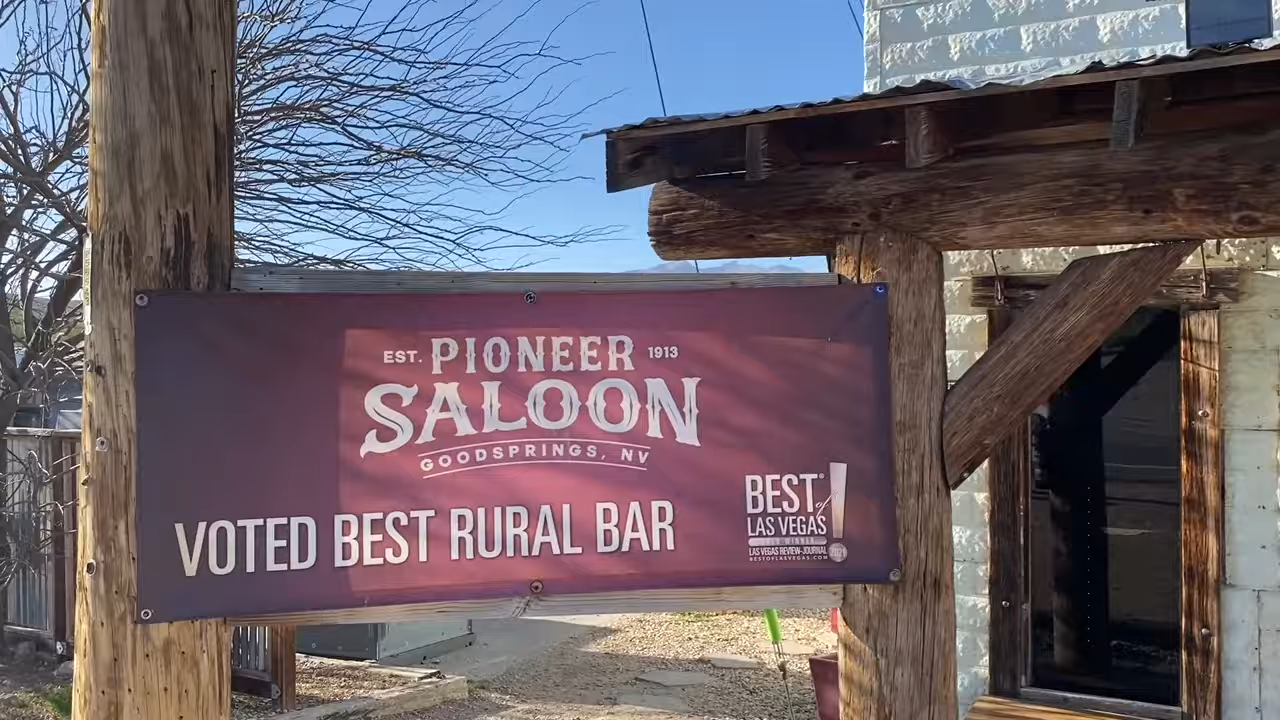 EST. PIONEER 1913
SALOON
GOODSPRINGS, NV
VOTED BEST RURAL BAR
BEST®
of
LAS VEGAS
LAS VEGAS REVIEW-JOURNAL
BESTOFLASVEGAS.COM